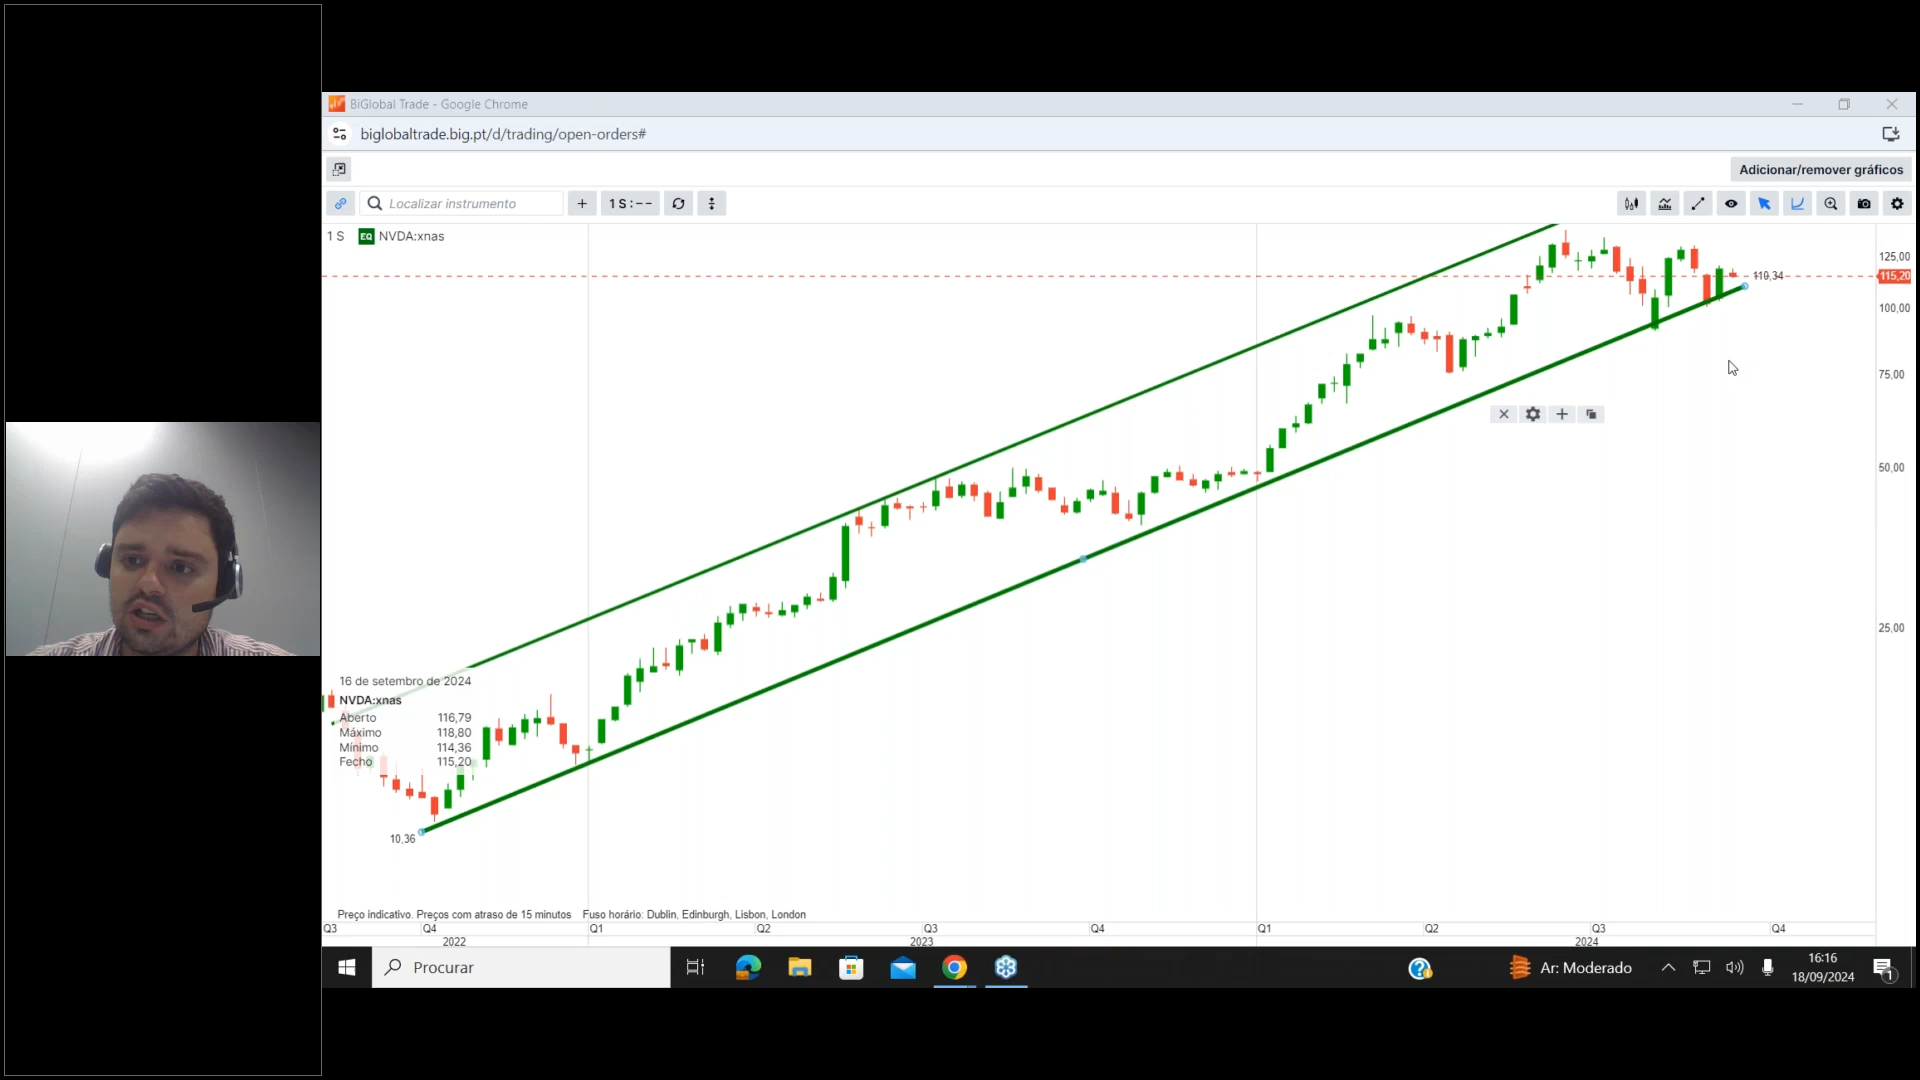 BiGlobal Trade - Google Chrome
biglobaltrade.big.pt/d/trading/open-orders#
Adicionar/remover gráficos
Localizar instrumento
1 S : - -
1 S EQ NVDA:xnas
125,00
110,34
115,20
100,00
75,00
50,00
25,00
16 de setembro de 2024
NVDA:xnas
Aberto 116,79
Máximo 118,80
Mínimo 114,36
Fecho 115,20
10,36
Preço indicativo. Preços com atraso de 15 minutos Fuso horário: Dublin, Edinburgh, Lisbon, London
Q3 Q4 Q1 Q2 Q3 Q4 Q1 Q2 Q3 Q4
2022 2023 2024
Procurar
Ar: Moderado
16:16
18/09/2024
1